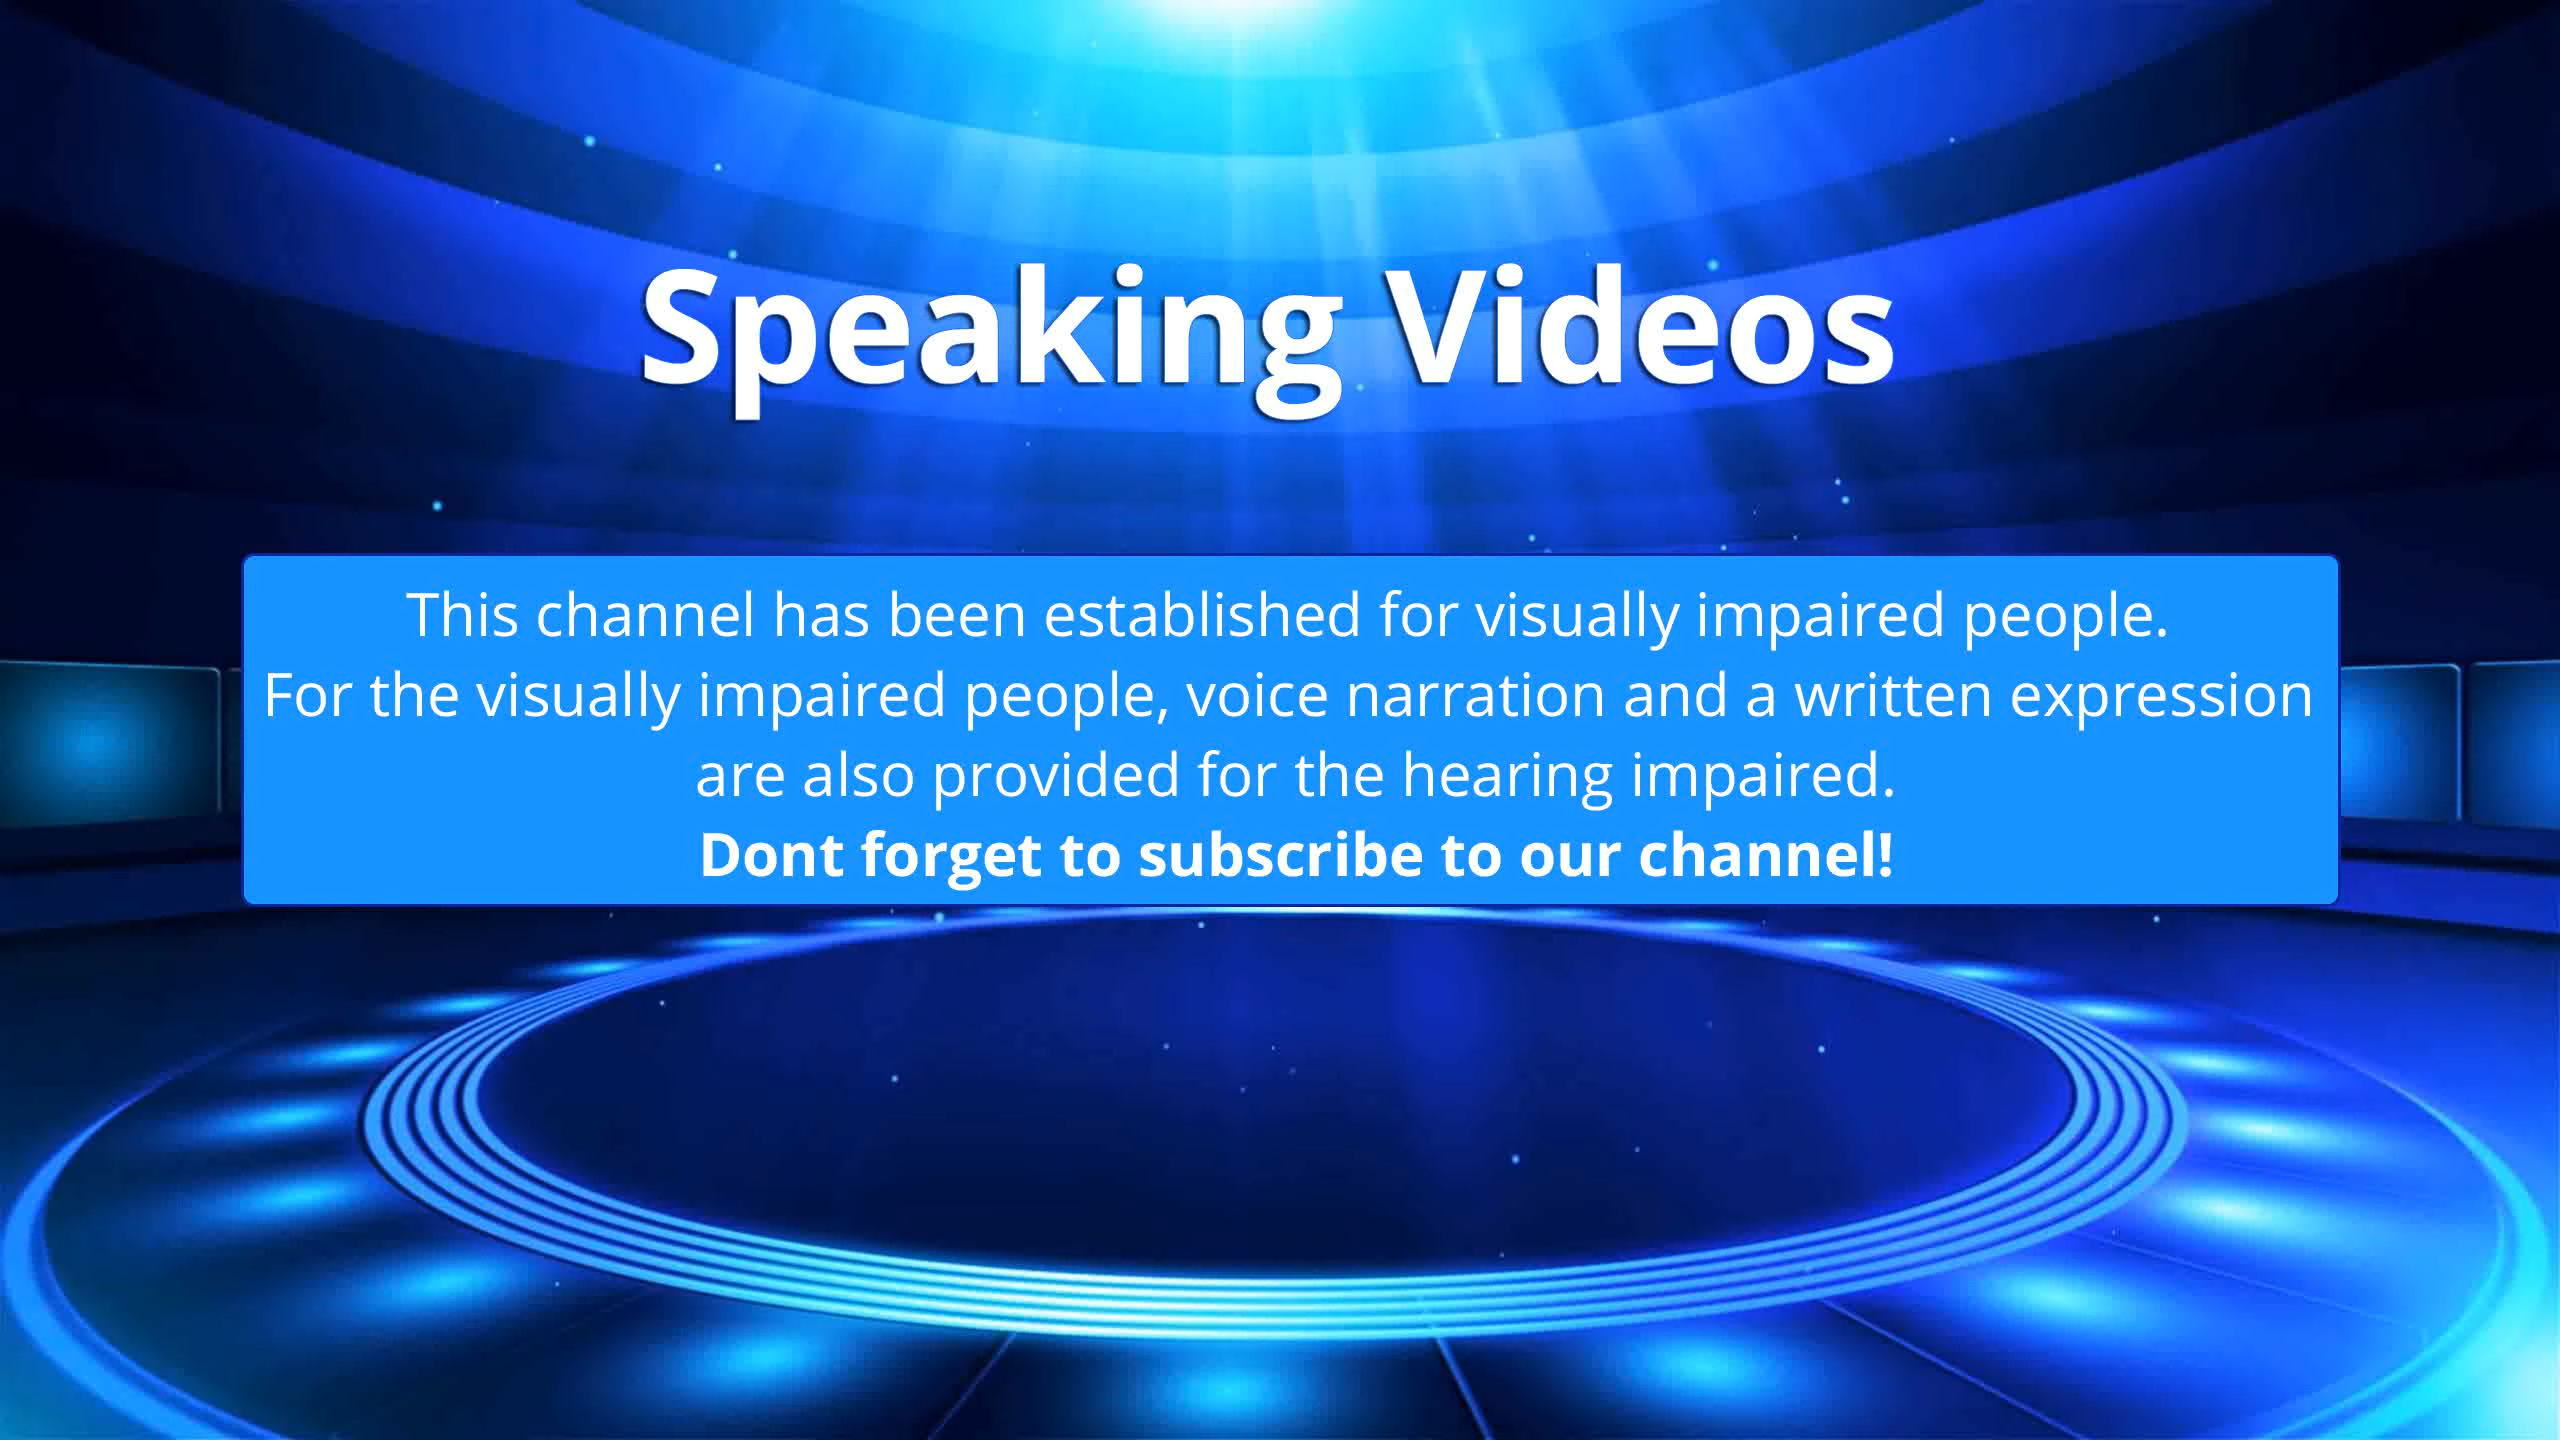 Speaking Videos
This channel has been established for visually impaired people.
For the visually impaired people, voice narration and a written expression
are also provided for the hearing impaired.
Dont forget to subscribe to our channel!